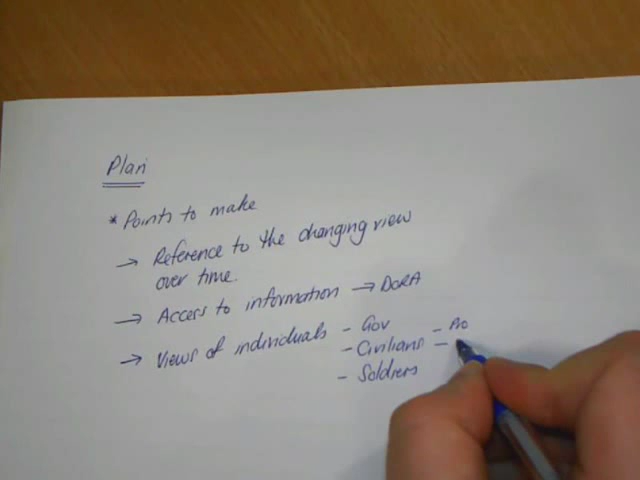 Plan
* Points to make
→ Reference to the changing view
over time.
→ Access to information → DORA
→ Views of individuals - Gov
- Civilians -
- Soldiers